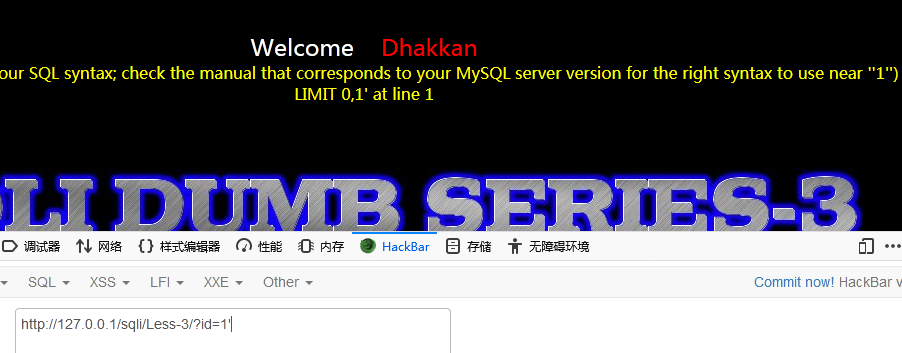 Welcome Dhakkan
our SQL syntax; check the manual that corresponds to your MySQL server version for the right syntax to use near ''1'')
LIMIT 0,1' at line 1
LI DUMB SERIES-3
调试器 网络 {} 样式编辑器 性能 内存 HackBar 存储 无障碍环境
SQL XSS LFI XXE Other Commit now! HackBar v
http://127.0.0.1/sqli/Less-3/?id=1'